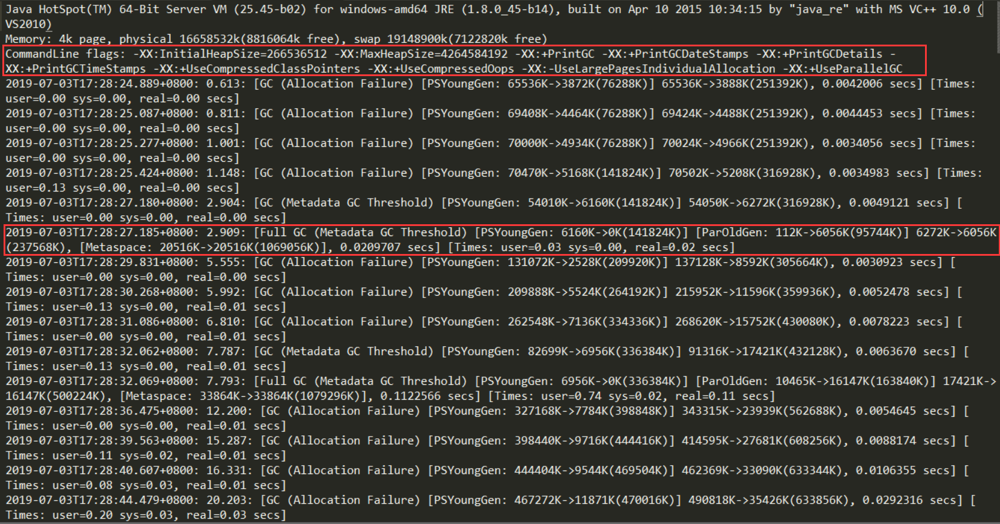 Java HotSpot(TM) 64-Bit Server VM (25.45-b02) for windows-amd64 JRE (1.8.0_45-b14), built on Apr 10 2015 10:34:15 by "java_re" with MS VC++ 10.0 (
VS2010)
Memory: 4k page, physical 16658532k(8816064k free), swap 19148900k(7122820k free)
CommandLine flags: -XX:InitialHeapSize=266536512 -XX:MaxHeapSize=4264584192 -XX:+PrintGC -XX:+PrintGCDateStamps -XX:+PrintGCDetails -
XX:+PrintGCTimeStamps -XX:+UseCompressedClassPointers -XX:+UseCompressedOops -XX:-UseLargePagesIndividualAllocation -XX:+UseParallelGC
2019-07-03T17:28:24.889+0800: 0.613: [GC (Allocation Failure) [PSYoungGen: 65536K->3872K(76288K)] 65536K->3888K(251392K), 0.0042006 secs] [Times:
user=0.00 sys=0.00, real=0.00 secs]
2019-07-03T17:28:25.087+0800: 0.811: [GC (Allocation Failure) [PSYoungGen: 69408K->4464K(76288K)] 69424K->4488K(251392K), 0.0044453 secs] [Times:
user=0.00 sys=0.00, real=0.00 secs]
2019-07-03T17:28:25.277+0800: 1.001: [GC (Allocation Failure) [PSYoungGen: 70000K->4934K(76288K)] 70024K->4966K(251392K), 0.0034056 secs] [Times:
user=0.00 sys=0.00, real=0.00 secs]
2019-07-03T17:28:25.424+0800: 1.148: [GC (Allocation Failure) [PSYoungGen: 70470K->5168K(141824K)] 70502K->5208K(316928K), 0.0034983 secs] [Times:
user=0.13 sys=0.00, real=0.00 secs]
2019-07-03T17:28:27.180+0800: 2.904: [GC (Metadata GC Threshold) [PSYoungGen: 54010K->6160K(141824K)] 54050K->6272K(316928K), 0.0049121 secs] [
Times: user=0.00 sys=0.00, real=0.00 secs]
2019-07-03T17:28:27.185+0800: 2.909: [Full GC (Metadata GC Threshold) [PSYoungGen: 6160K->0K(141824K)] [ParOldGen: 112K->6056K(95744K)] 6272K->6056K
(237568K), [Metaspace: 20516K->20516K(1069056K)], 0.0209707 secs] [Times: user=0.03 sys=0.00, real=0.02 secs]
2019-07-03T17:28:29.831+0800: 5.555: [GC (Allocation Failure) [PSYoungGen: 131072K->2528K(209920K)] 137128K->8592K(305664K), 0.0030923 secs] [
Times: user=0.00 sys=0.00, real=0.00 secs]
2019-07-03T17:28:30.268+0800: 5.992: [GC (Allocation Failure) [PSYoungGen: 209888K->5524K(264192K)] 215952K->11596K(359936K), 0.0052478 secs] [
Times: user=0.13 sys=0.00, real=0.01 secs]
2019-07-03T17:28:31.086+0800: 6.810: [GC (Allocation Failure) [PSYoungGen: 262548K->7136K(334336K)] 268620K->15752K(430080K), 0.0078223 secs] [
Times: user=0.00 sys=0.00, real=0.01 secs]
2019-07-03T17:28:32.062+0800: 7.787: [GC (Metadata GC Threshold) [PSYoungGen: 82699K->6956K(336384K)] 91316K->17421K(432128K), 0.0063670 secs] [
Times: user=0.13 sys=0.00, real=0.01 secs]
2019-07-03T17:28:32.069+0800: 7.793: [Full GC (Metadata GC Threshold) [PSYoungGen: 6956K->0K(336384K)] [ParOldGen: 10465K->16147K(163840K)] 17421K->
16147K(500224K), [Metaspace: 33864K->33864K(1079296K)], 0.1122566 secs] [Times: user=0.74 sys=0.02, real=0.11 secs]
2019-07-03T17:28:36.475+0800: 12.200: [GC (Allocation Failure) [PSYoungGen: 327168K->7784K(398848K)] 343315K->23939K(562688K), 0.0054645 secs] [
Times: user=0.00 sys=0.00, real=0.01 secs]
2019-07-03T17:28:39.563+0800: 15.287: [GC (Allocation Failure) [PSYoungGen: 398440K->9716K(444416K)] 414595K->27681K(608256K), 0.0088174 secs] [
Times: user=0.11 sys=0.02, real=0.01 secs]
2019-07-03T17:28:40.607+0800: 16.331: [GC (Allocation Failure) [PSYoungGen: 444404K->9544K(469504K)] 462369K->33090K(633344K), 0.0106355 secs] [
Times: user=0.08 sys=0.03, real=0.01 secs]
2019-07-03T17:28:44.479+0800: 20.203: [GC (Allocation Failure) [PSYoungGen: 467272K->11871K(470016K)] 490818K->35426K(633856K), 0.0292316 secs] [
Times: user=0.20 sys=0.03, real=0.03 secs]